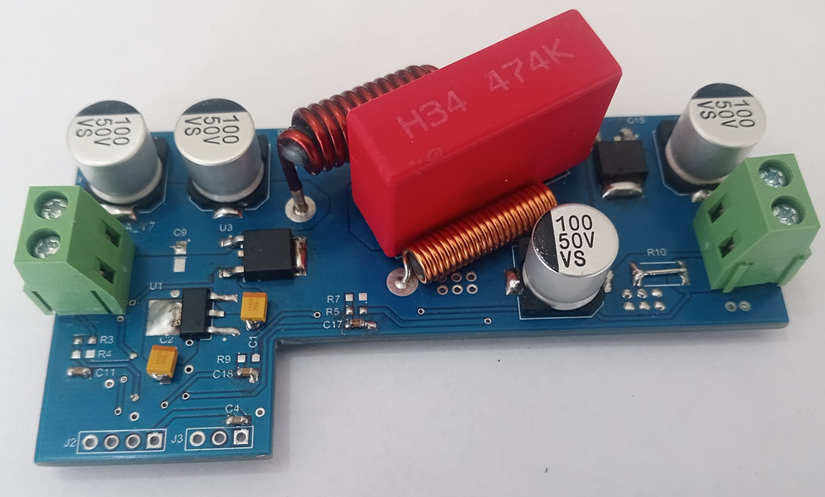 H34 474K
100
50V
VS
100
50V
VS
100
50V
VS
100
50V
VS
C15
U3
C9
U1
R10
R7
R5
C17
C2
C1
R3
R4
C11
R9
C18
C4
J2
J3